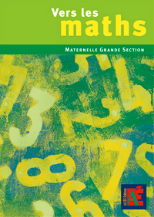 Vers les
maths
MATERNELLE GRANDE SECTION